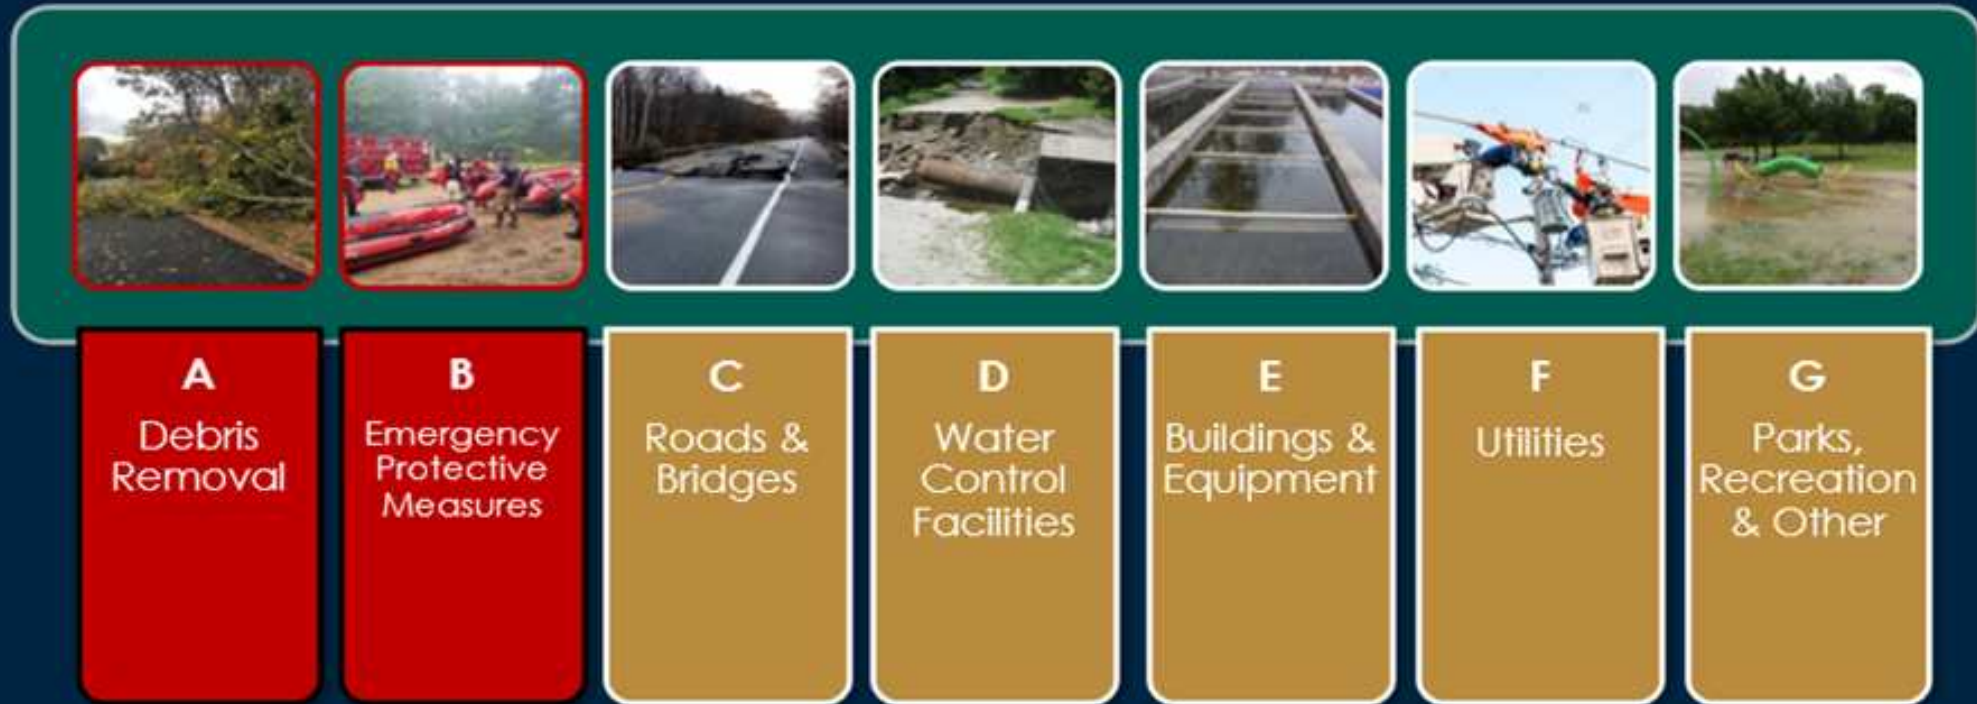 A
Debris
Removal
B
Emergency
Protective
Measures
C
Roads &
Bridges
D
Water
Control
Facilities
E
Buildings &
Equipment
F
Utilities
G
Parks,
Recreation
& Other